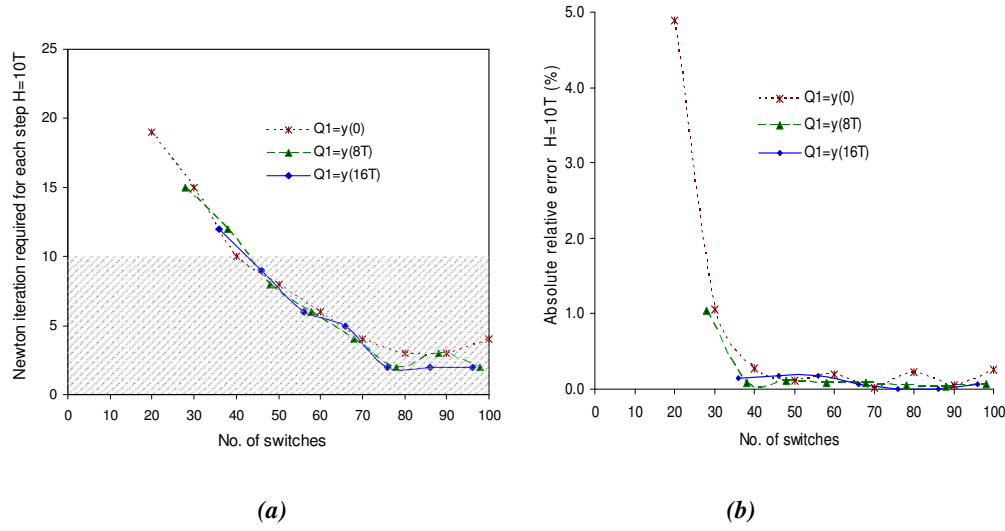 Newton iteration required for each step H=10T
25
20
15
10
5
0
0 10 20 30 40 50 60 70 80 90 100
No. of switches
Q1=y(0)
Q1=y(8T)
Q1=y(16T)
(a)
Absolute relative error H=10T (%)
5.0
4.0
3.0
2.0
1.0
0.0
0 10 20 30 40 50 60 70 80 90 100
No. of switches
Q1=y(0)
Q1=y(8T)
Q1=y(16T)
(b)